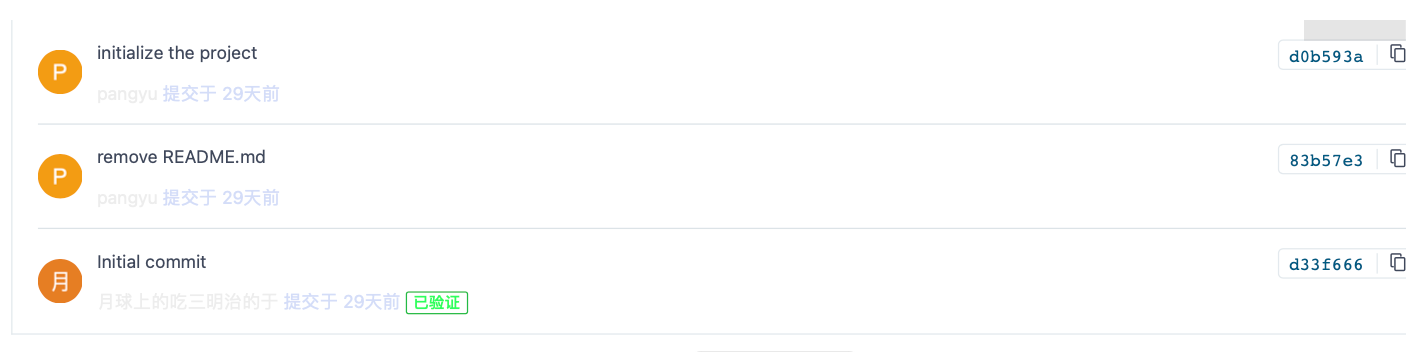 initialize the project
d0b593a
P
pangyu 提交于 29天前
remove README.md
83b57e3
P
pangyu 提交于 29天前
Initial commit
d33f666
月
月球上的吃三明治的于 提交于 29天前 已验证